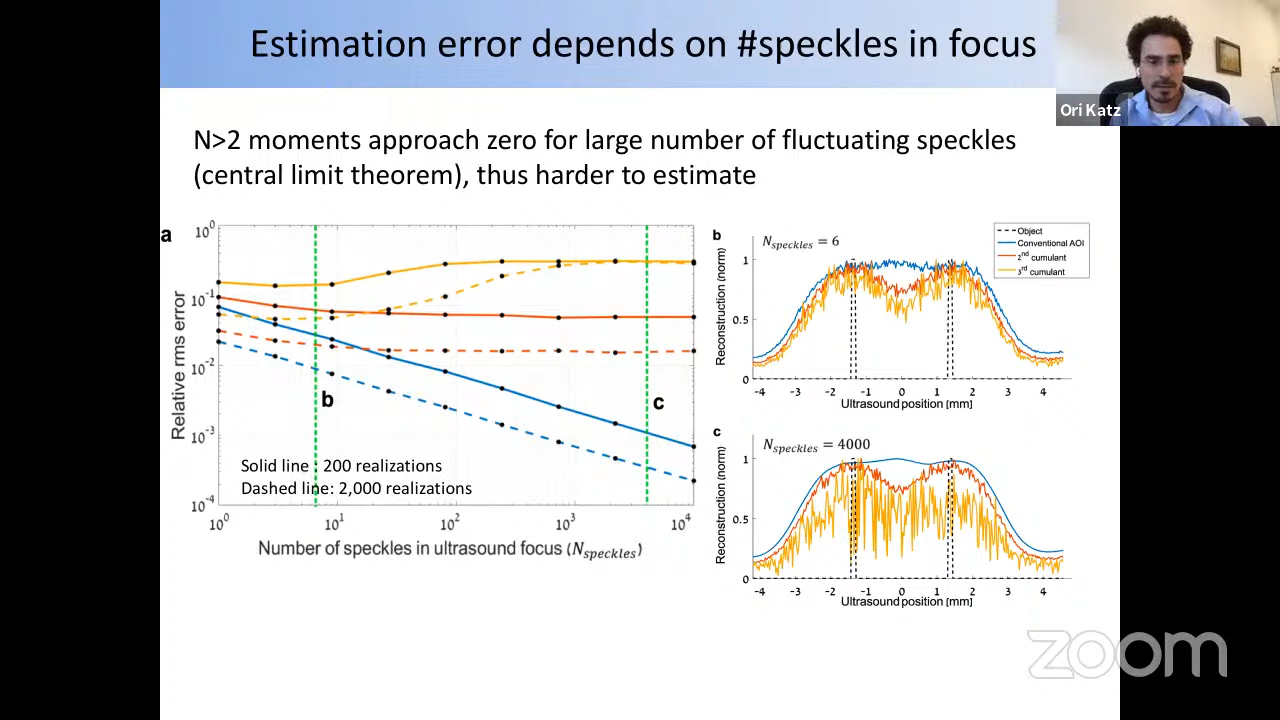 Estimation error depends on #speckles in focus
Ori Katz
N>2 moments approach zero for large number of fluctuating speckles
(central limit theorem), thus harder to estimate
a
10^0
10^-1
10^-2
10^-3
10^-4
Relative rms error
b
c
Solid line : 200 realizations
Dashed line: 2,000 realizations
10^0 10^1 10^2 10^3 10^4
Number of speckles in ultrasound focus (N_speckles)
b
N_speckles = 6
Object
Conventional AOI
2nd cumulant
3rd cumulant
1
0.5
0
Reconstruction (norm)
-4 -3 -2 -1 0 1 2 3 4
Ultrasound position [mm]
c
N_speckles = 4000
1
0.5
0
Reconstruction (norm)
-4 -3 -2 -1 0 1 2 3 4
Ultrasound position [mm]
zoom